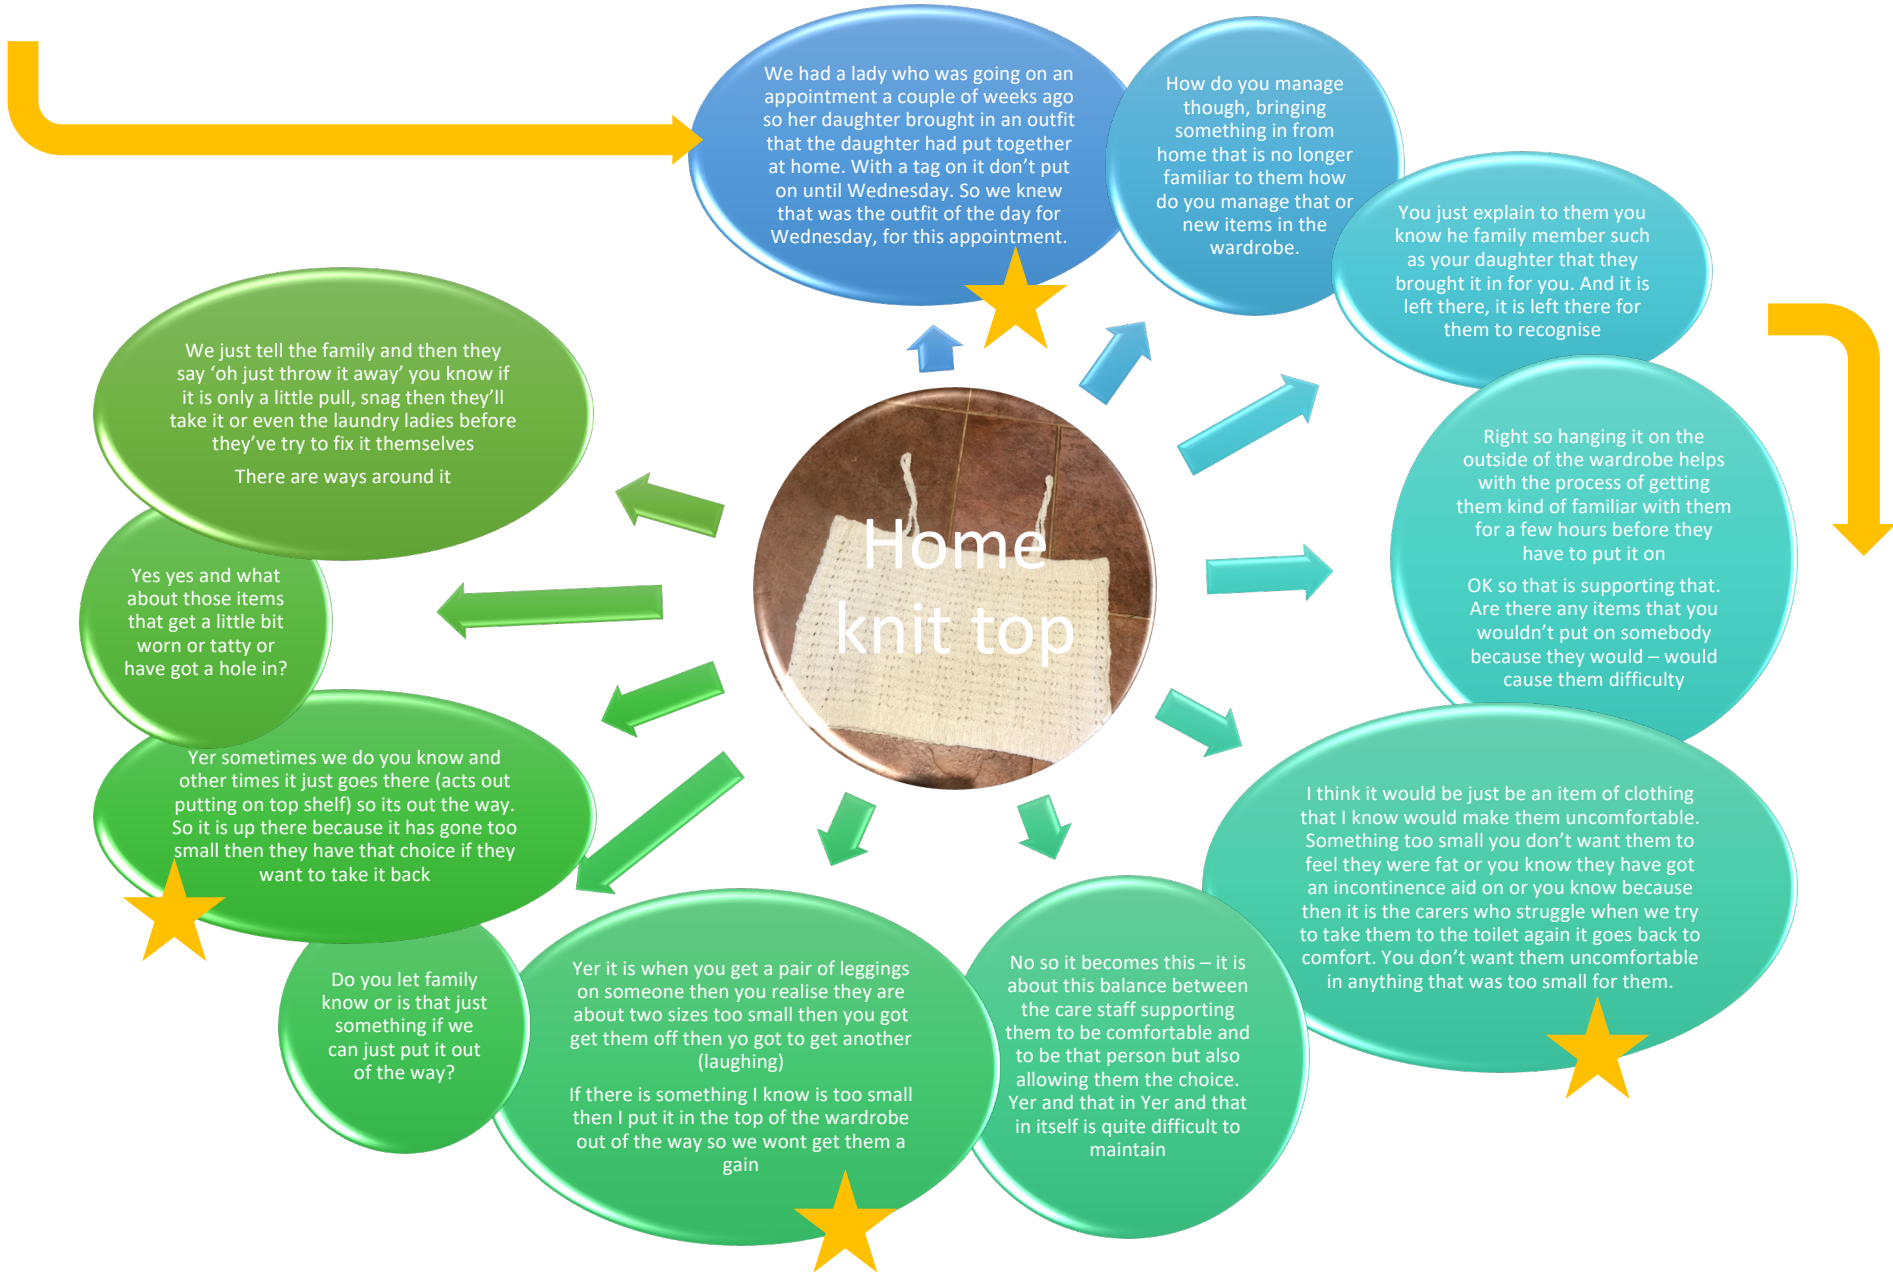 We had a lady who was going on an
appointment a couple of weeks ago
so her daughter brought in an outfit
that the daughter had put together
at home. With a tag on it don’t put
on until Wednesday. So we knew
that was the outfit of the day for
Wednesday, for this appointment.
How do you manage
though, bringing
something in from
home that is no longer
familiar to them how
do you manage that or
new items in the
wardrobe.
You just explain to them you
know he family member such
as your daughter that they
brought it in for you. And it is
left there, it is left there for
them to recognise
Right so hanging it on the
outside of the wardrobe helps
with the process of getting
them kind of familiar with them
for a few hours before they
have to put it on
OK so that is supporting that.
Are there any items that you
wouldn’t put on somebody
because they would – would
cause them difficulty
I think it would be just be an item of clothing
that I know would make them uncomfortable.
Something too small you don’t want them to
feel they were fat or you know they have got
an incontinence aid on or you know because
then it is the carers who struggle when we try
to take them to the toilet again it goes back to
comfort. You don’t want them uncomfortable
in anything that was too small for them.
No so it becomes this – it is
about this balance between
the care staff supporting
them to be comfortable and
to be that person but also
allowing them the choice.
Yer and that in Yer and that
in itself is quite difficult to
maintain
Yer it is when you get a pair of leggings
on someone then you realise they are
about two sizes too small then you got
get them off then yo got to get another
(laughing)
If there is something I know is too small
then I put it in the top of the wardrobe
out of the way so we wont get them a
gain
Do you let family
know or is that just
something if we
can just put it out
of the way?
Yer sometimes we do you know and
other times it just goes there (acts out
putting on top shelf) so its out the way.
So it is up there because it has gone too
small then they have that choice if they
want to take it back
Yes yes and what
about those items
that get a little bit
worn or tatty or
have got a hole in?
We just tell the family and then they
say ‘oh just throw it away’ you know if
it is only a little pull, snag then they’ll
take it or even the laundry ladies before
they’ve try to fix it themselves
There are ways around it
Home
knit top